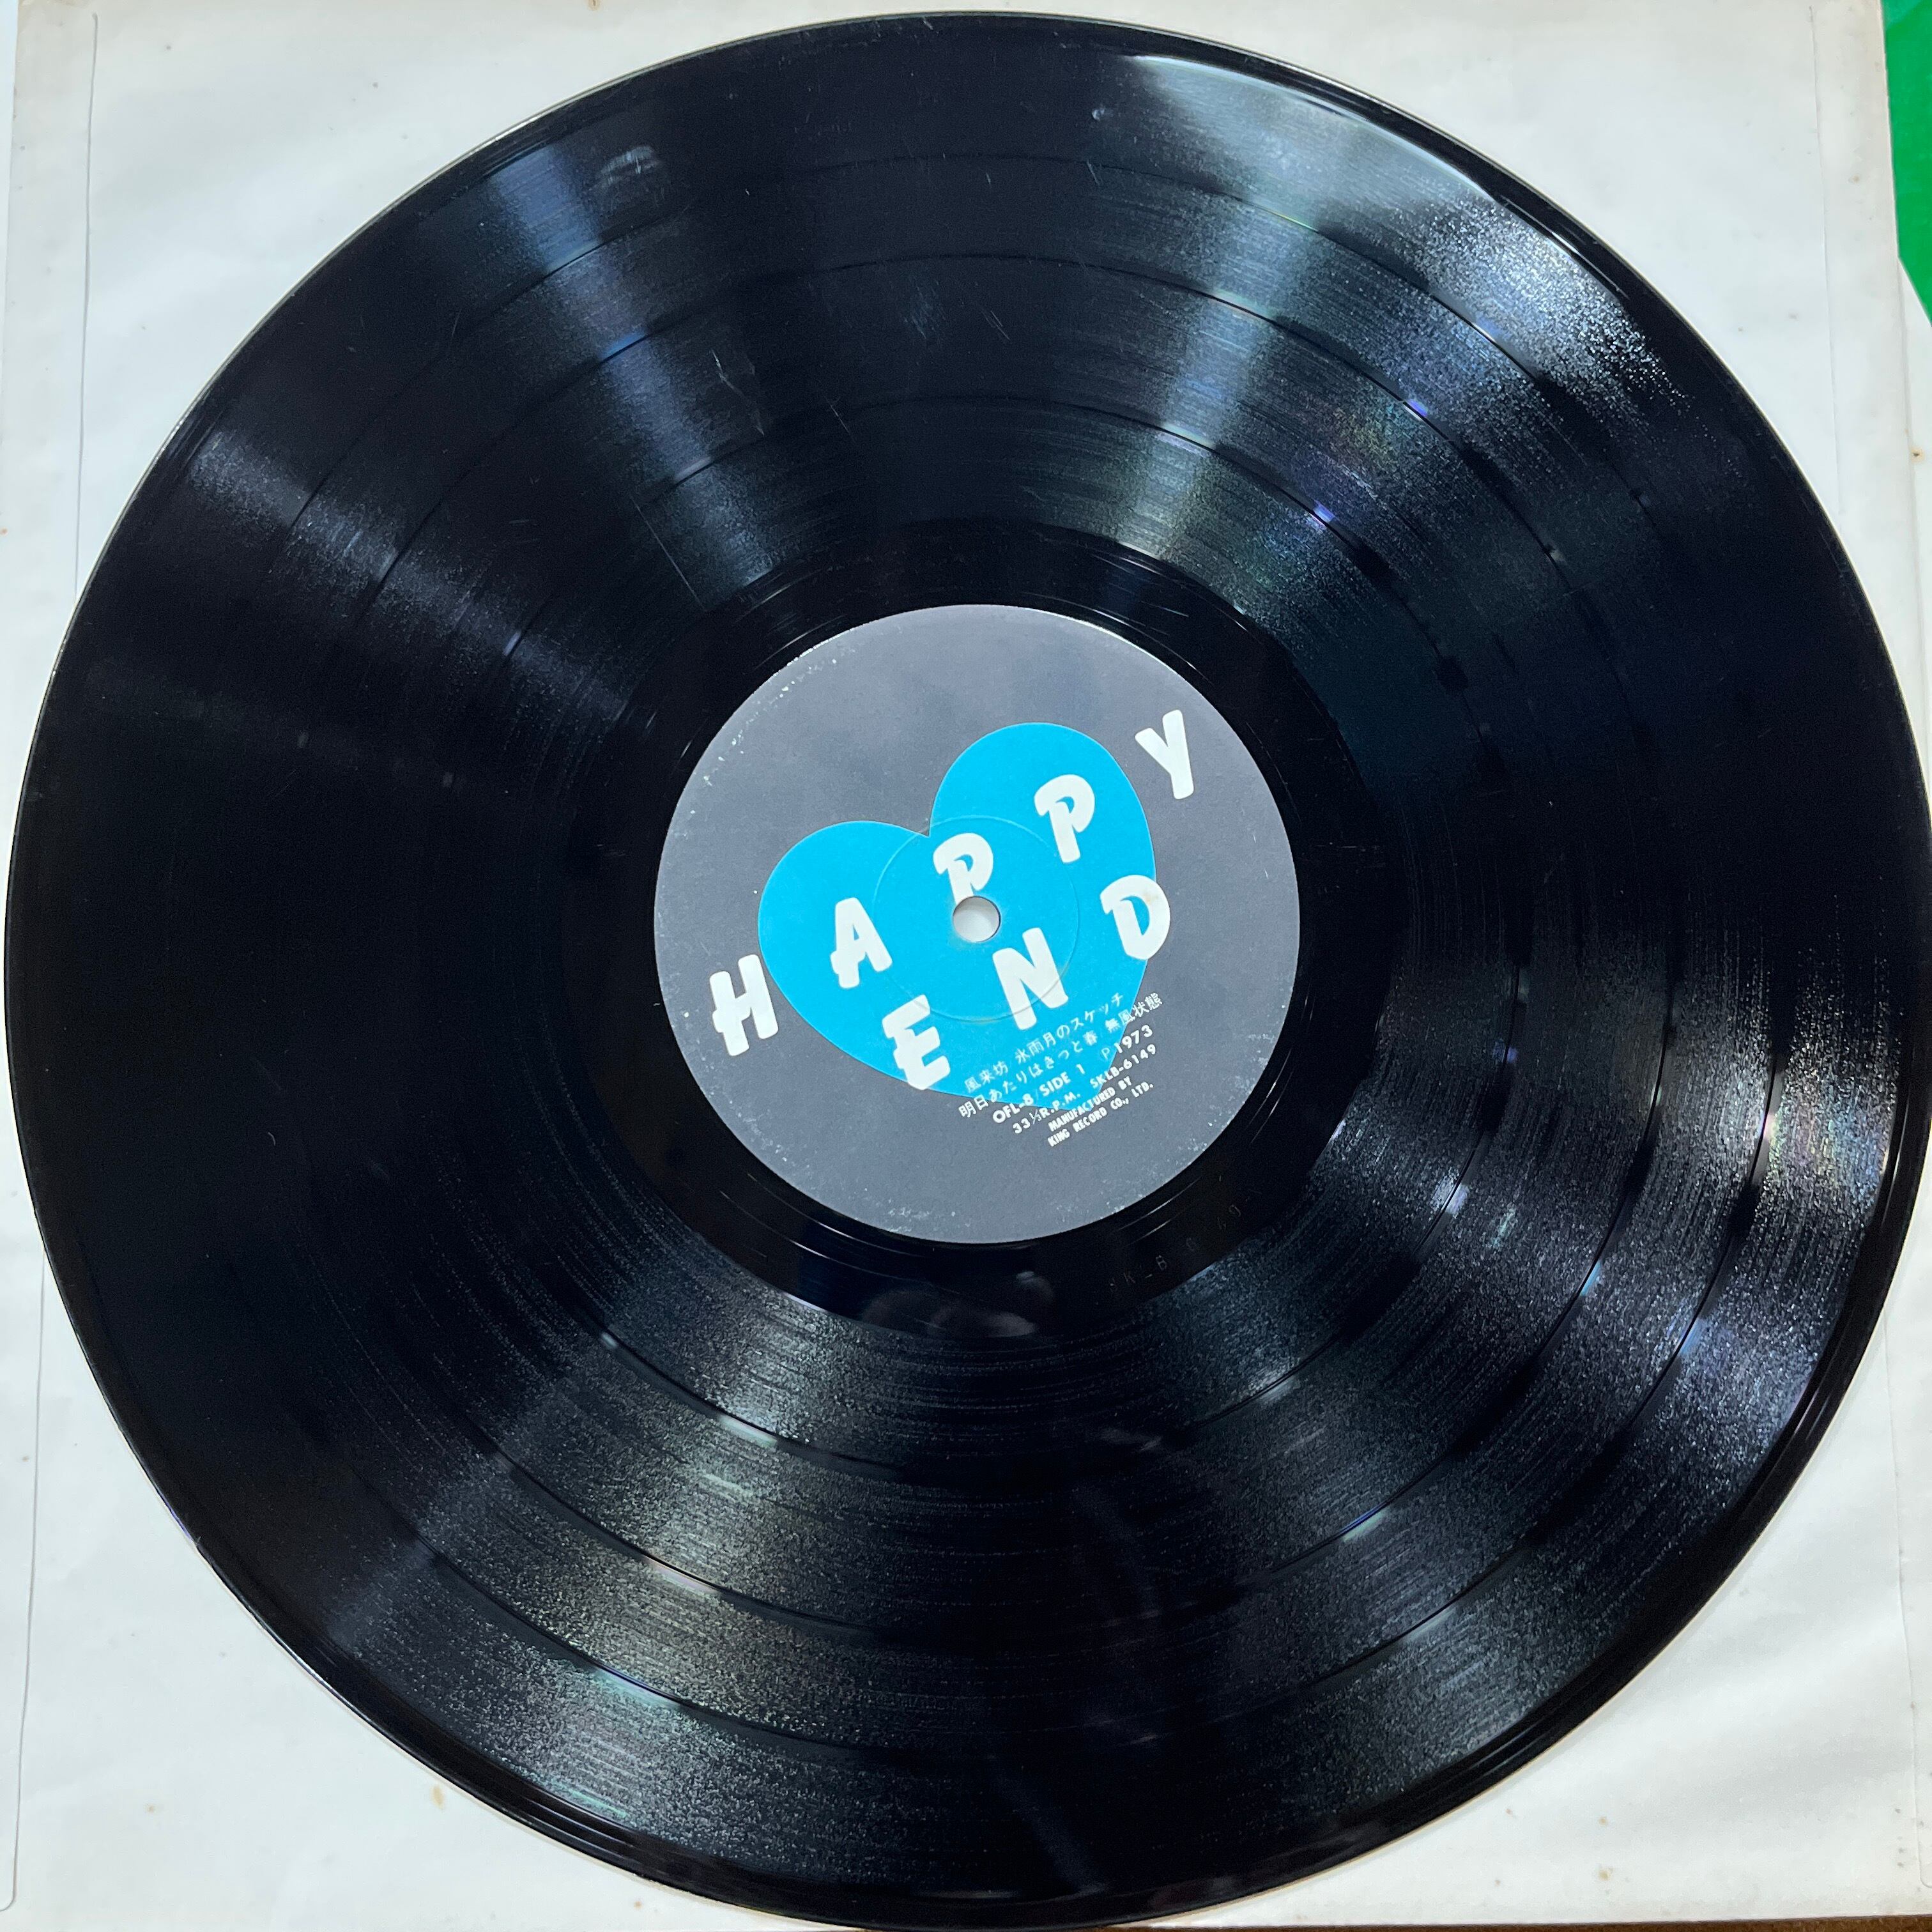 HAPPY
END
風来坊 氷雨月のスケッチ
明日あたりはきっと春 無風状態
OFL-8/SIDE 1 Ⓟ1973
33⅓R.P.M. SKLB-6149
MANUFACTURED BY
KING RECORD CO., LTD.